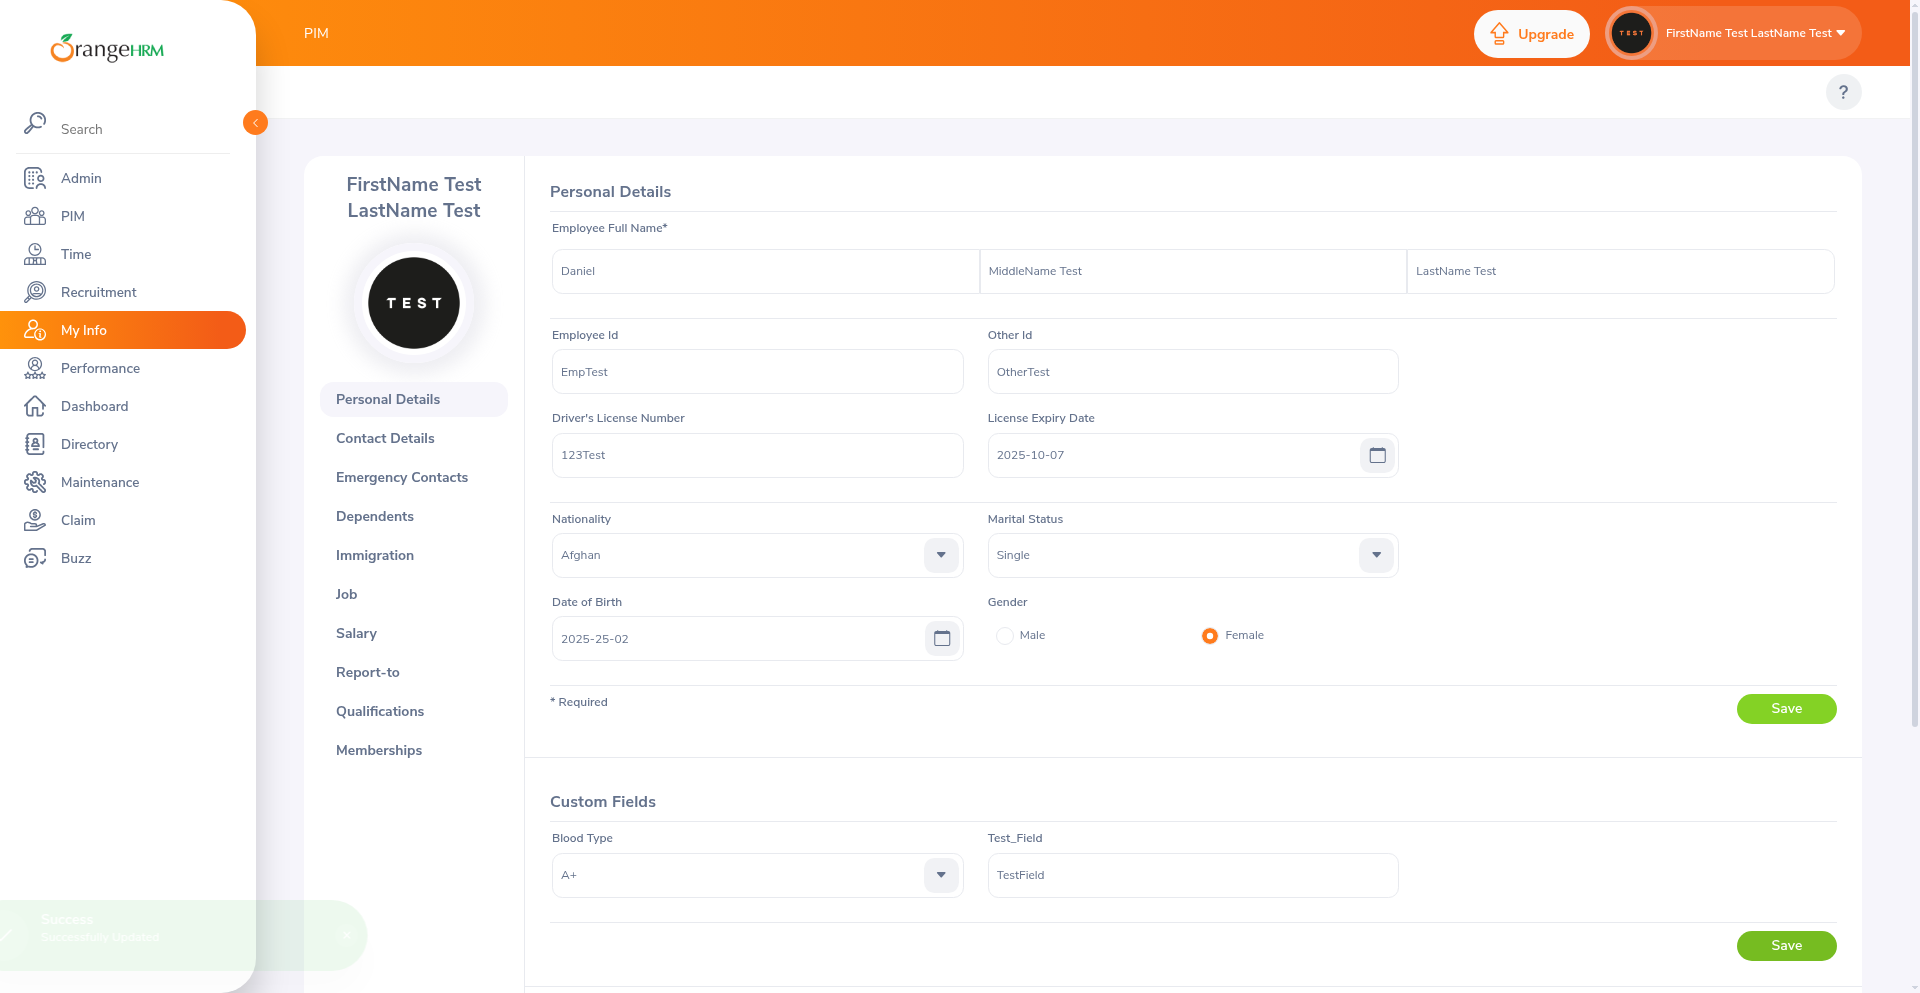 OrangeHRM
PIM
Upgrade
TEST
FirstName Test LastName Test
?
Search
Admin
PIM
Time
Recruitment
My Info
Performance
Dashboard
Directory
Maintenance
Claim
Buzz
FirstName Test
LastName Test
TEST
Personal Details
Contact Details
Emergency Contacts
Dependents
Immigration
Job
Salary
Report-to
Qualifications
Memberships
Personal Details
Employee Full Name*
Daniel MiddleName Test LastName Test
Employee Id Other Id
EmpTest OtherTest
Driver's License Number License Expiry Date
123Test 2025-10-07
Nationality Marital Status
Afghan Single
Date of Birth Gender
2025-25-02 Male Female
* Required
Save
Custom Fields
Blood Type Test_Field
A+ TestField
Save
Success
Successfully Updated